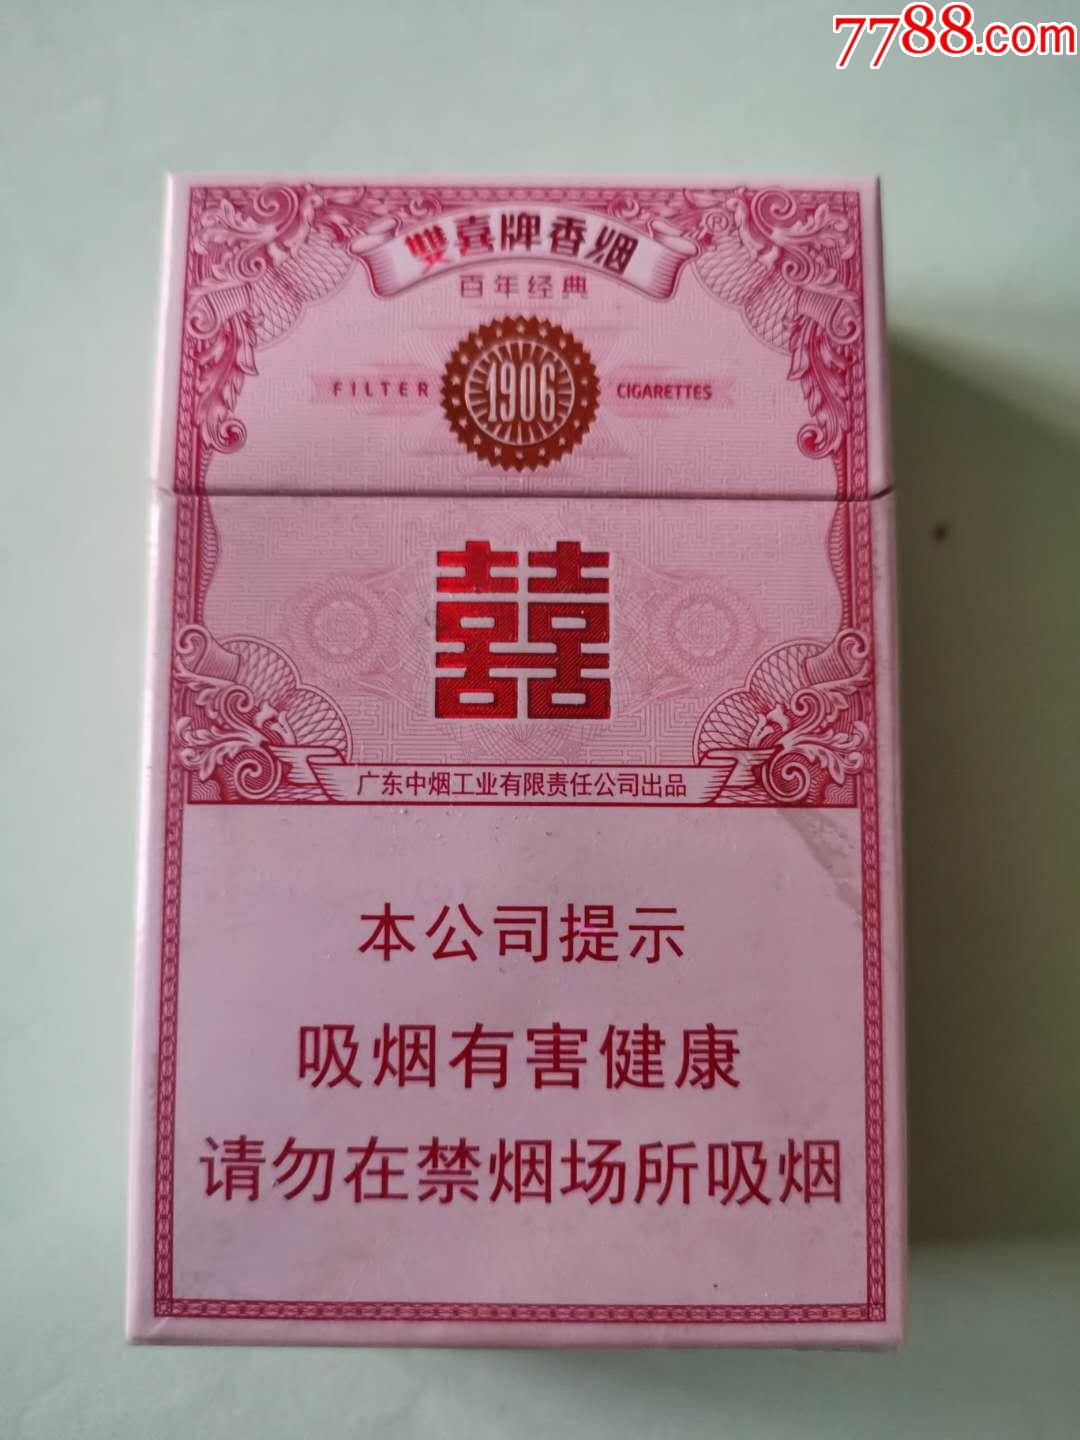 7788.com
雙喜牌香烟
®
百年经典
FILTER 1906 CIGARETTES
囍
广东中烟工业有限责任公司出品
本公司提示
吸烟有害健康
请勿在禁烟场所吸烟